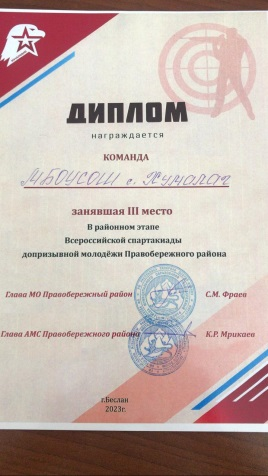 ДИПЛОМ
награждается
КОМАНДА
МБОУСОШ с. Хумалаг
занявшая III место
В районном этапе
Всероссийской спартакиады
допризывной молодёжи Правобережного района
Глава МО Правобережный район С.М. Фраев
Глава АМС Правобережного района К.Р. Мрикаев
г.Беслан
2023г.